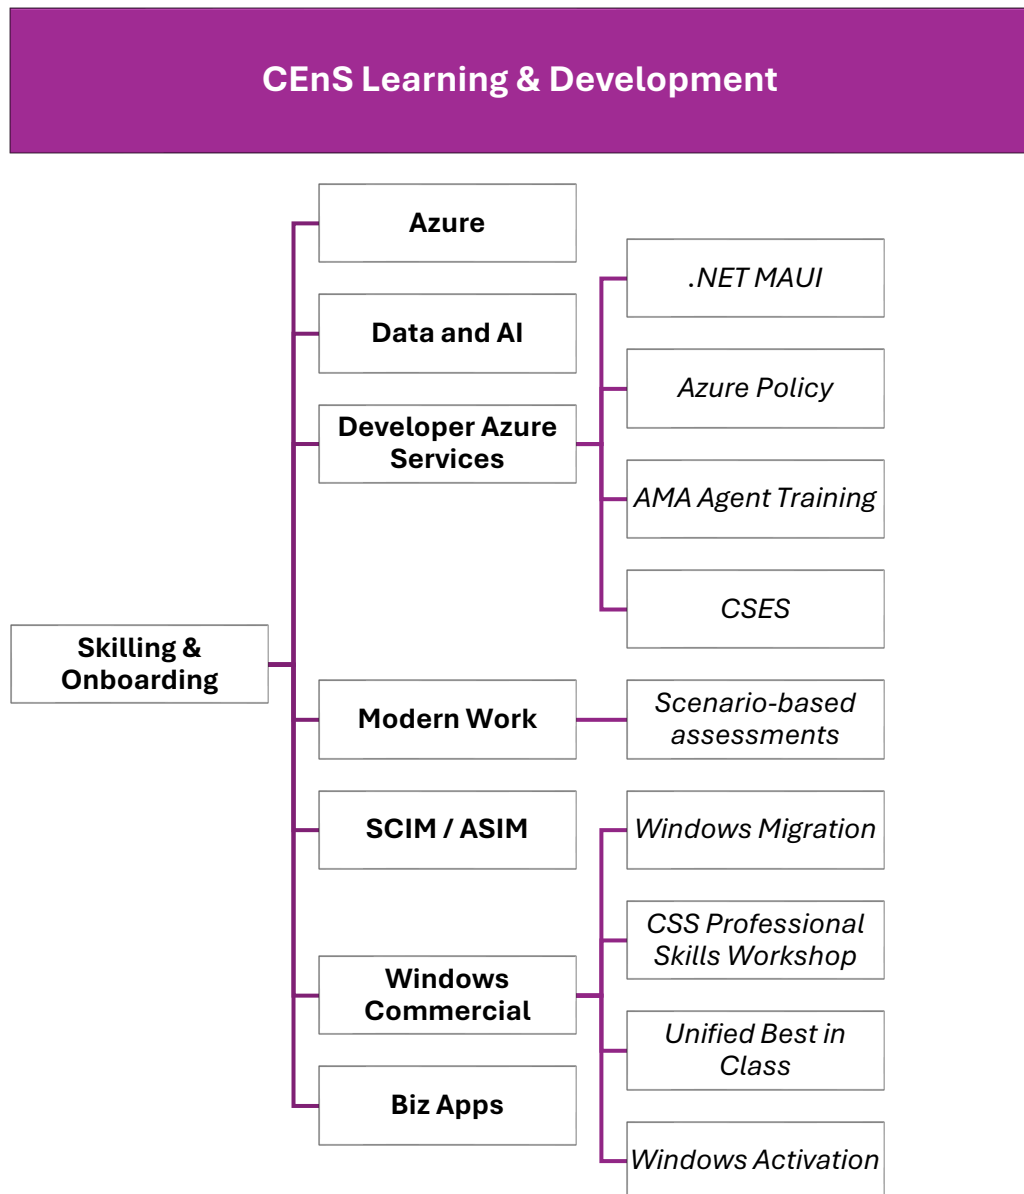 CEnS Learning & Development
Skilling &
Onboarding
Azure
Data and AI
Developer Azure
Services
.NET MAUI
Azure Policy
AMA Agent Training
CSES
Modern Work
Scenario-based
assessments
SCIM / ASIM
Windows
Commercial
Windows Migration
CSS Professional
Skills Workshop
Unified Best in
Class
Windows Activation
Biz Apps